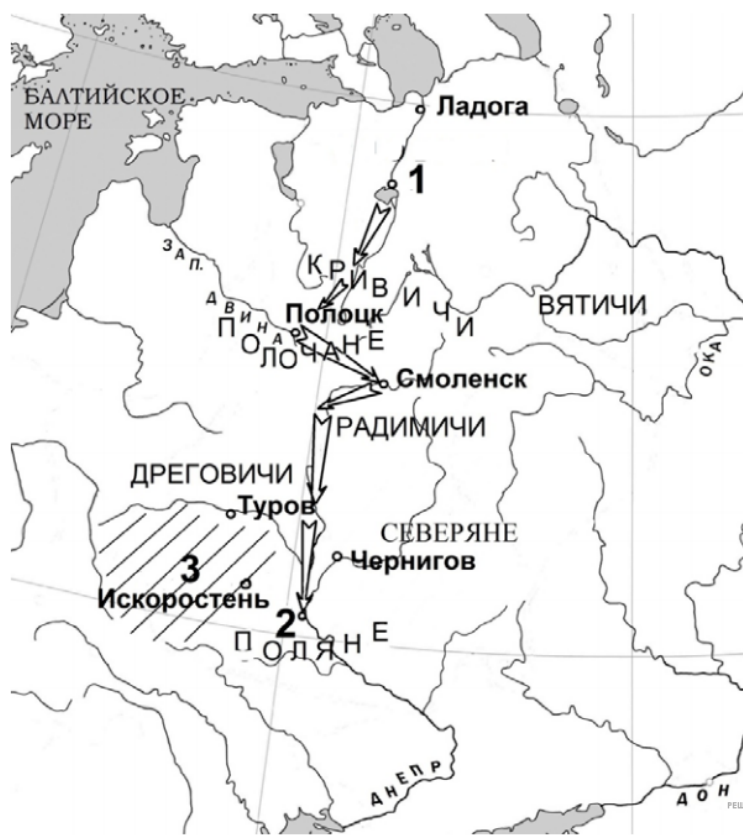 БАЛТИЙСКОЕ
МОРЕ
Ладога
1
ЗАП. ДВИНА
КРИВИЧИ
ВЯТИЧИ
Полоцк
ПОЛОЧАНЕ
ОКА
Смоленск
РАДИМИЧИ
ДРЕГОВИЧИ
Туров
СЕВЕРЯНЕ
Чернигов
3
Искоростень
2
ПОЛЯНЕ
ДНЕПР
ДОН
РЕШ